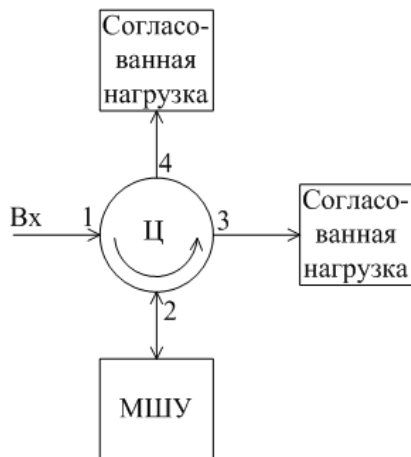 Согласо-
ванная
нагрузка
4
Вх 1 Ц 3
Согласо-
ванная
нагрузка
2
МШУ